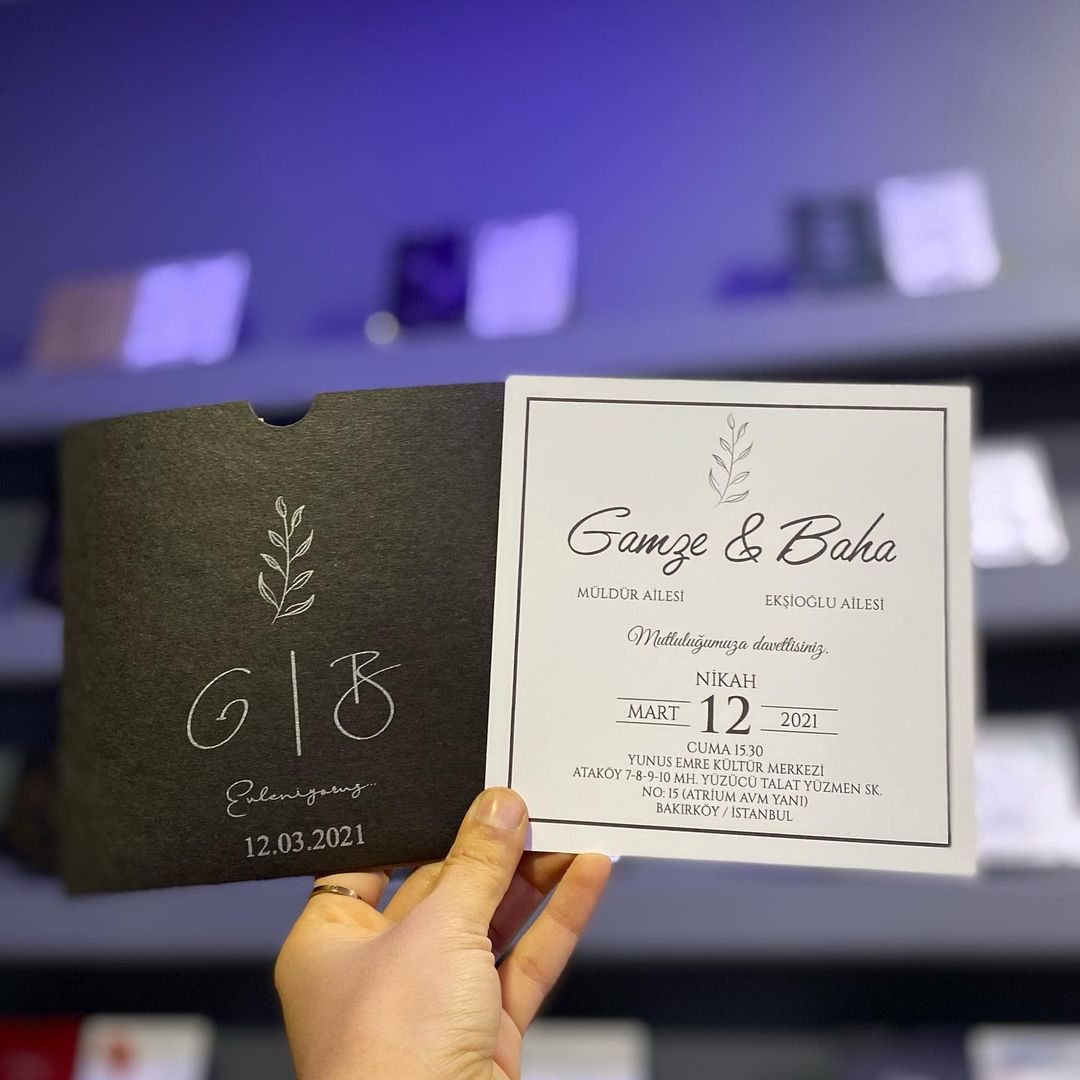 G | B
Evleniyoruz...
12.03.2021
Gamze & Baha
MÜLDÜR AİLESİ EKŞİOĞLU AİLESİ
Mutluluğumuza davetlisiniz.
NİKAH
MART 12 2021
CUMA 15.30
YUNUS EMRE KÜLTÜR MERKEZİ
ATAKÖY 7-8-9-10 MH. YÜZÜCÜ TALAT YÜZMEN SK.
NO: 15 (ATRİUM AVM YANI)
BAKIRKÖY / İSTANBUL